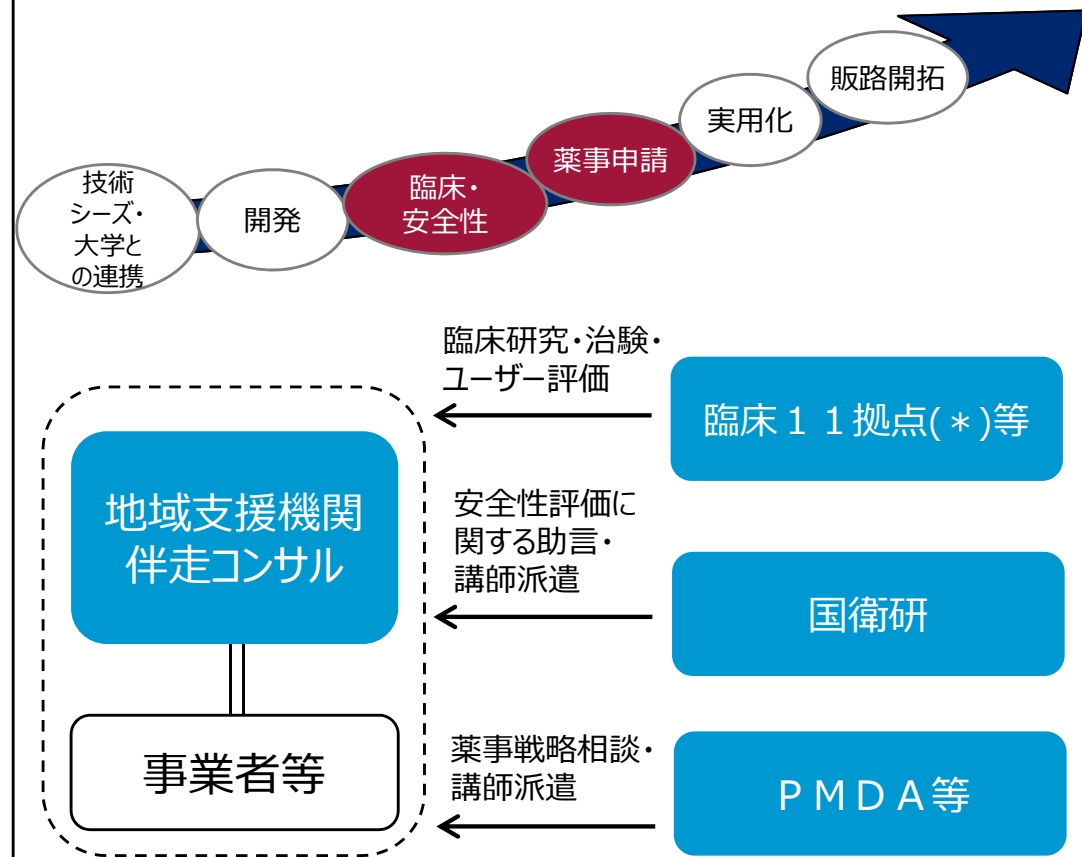 技術
シーズ・
大学と
の連携
開発
臨床・
安全性
薬事申請
実用化
販路開拓
臨床研究・治験・
ユーザー評価
臨床１１拠点(＊)等
地域支援機関
伴走コンサル
安全性評価に
関する助言・
講師派遣
国衛研
事業者等
薬事戦略相談・
講師派遣
ＰＭＤＡ等